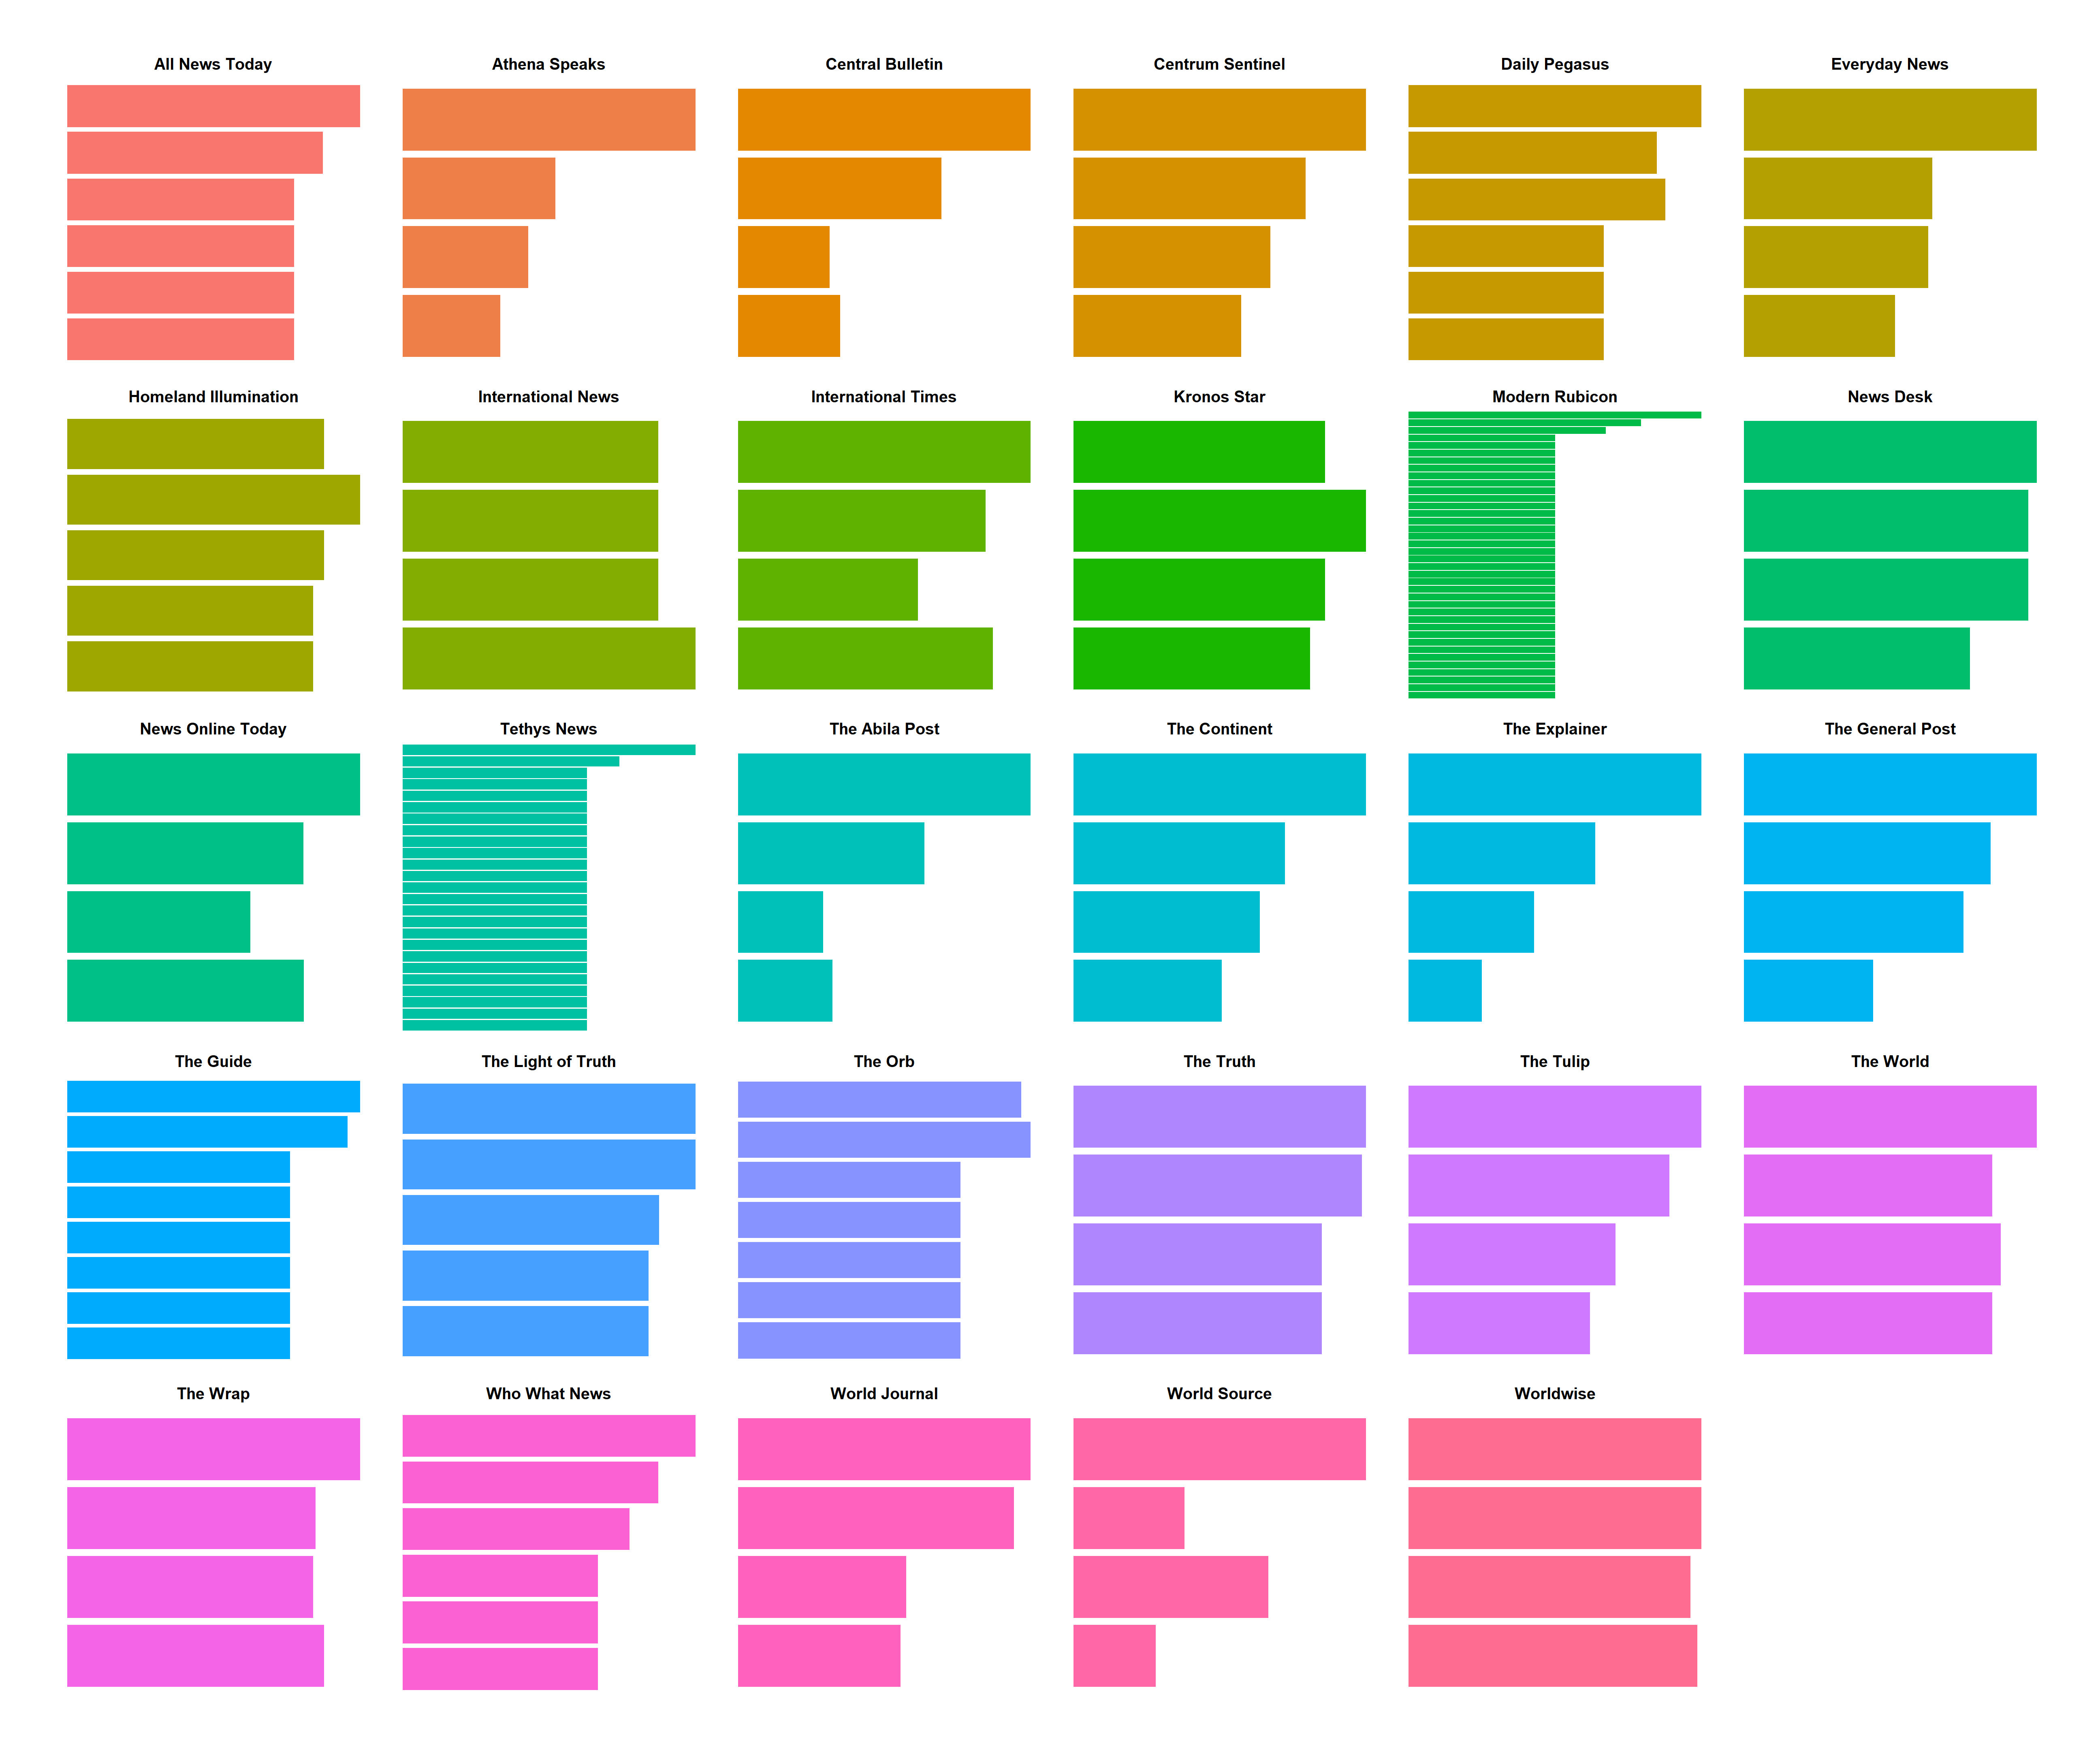 All News Today
Athena Speaks
Central Bulletin
Centrum Sentinel
Daily Pegasus
Everyday News
Homeland Illumination
International News
International Times
Kronos Star
Modern Rubicon
News Desk
News Online Today
Tethys News
The Abila Post
The Continent
The Explainer
The General Post
The Guide
The Light of Truth
The Orb
The Truth
The Tulip
The World
The Wrap
Who What News
World Journal
World Source
Worldwise